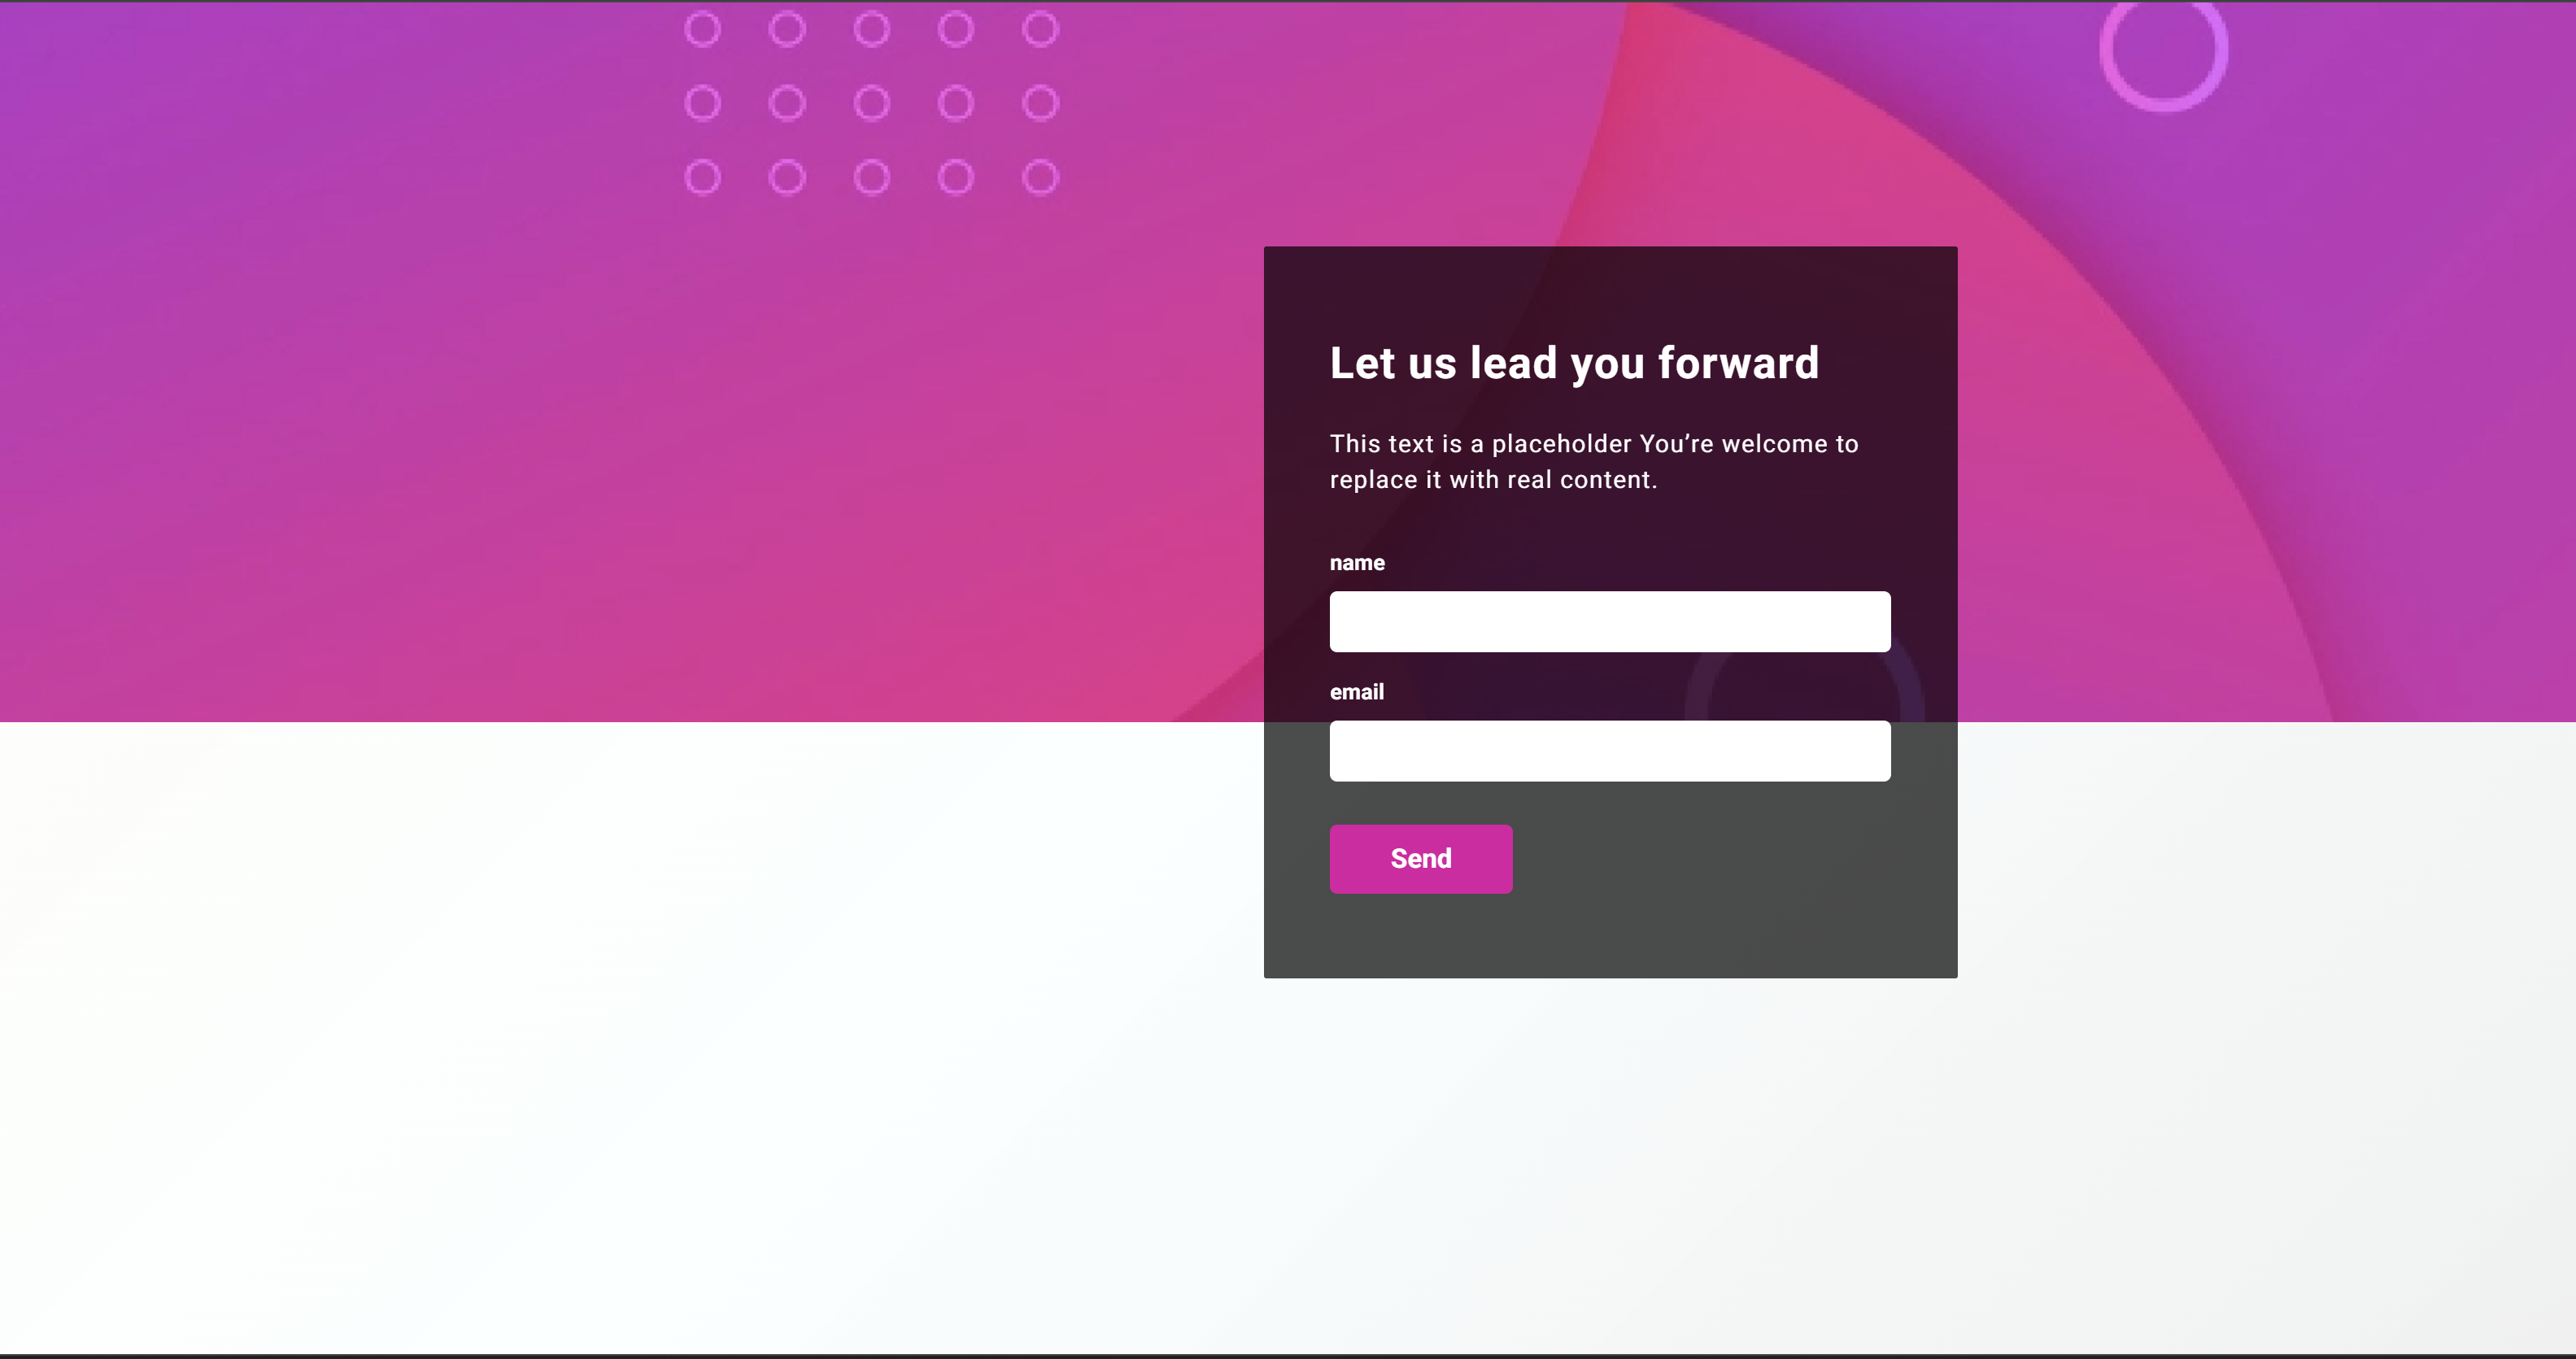 Let us lead you forward
This text is a placeholder You’re welcome to
replace it with real content.
name
email
Send